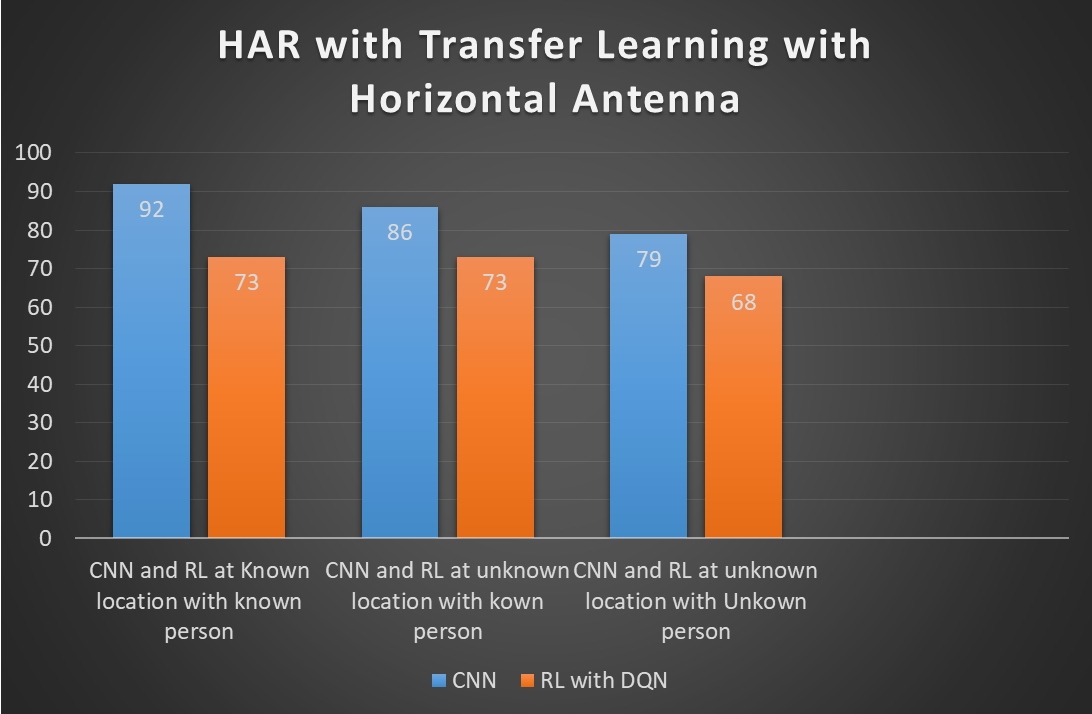 HAR with Transfer Learning with
Horizontal Antenna
100
90
80
70
60
50
40
30
20
10
0
92
73
86
73
79
68
CNN and RL at Known
location with known
person
CNN and RL at unknown
location with kown
person
CNN and RL at unknown
location with Unkown
person
CNN
RL with DQN